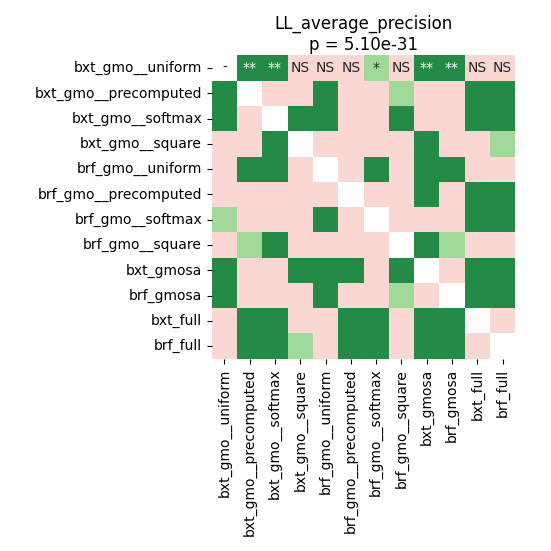 LL_average_precision
p = 5.10e-31
bxt_gmo__uniform - ** ** NS NS NS * NS ** ** NS NS
bxt_gmo__precomputed
bxt_gmo__softmax
bxt_gmo__square
brf_gmo__uniform
brf_gmo__precomputed
brf_gmo__softmax
brf_gmo__square
bxt_gmosa
brf_gmosa
bxt_full
brf_full
bxt_gmo__uniform
bxt_gmo__precomputed
bxt_gmo__softmax
bxt_gmo__square
brf_gmo__uniform
brf_gmo__precomputed
brf_gmo__softmax
brf_gmo__square
bxt_gmosa
brf_gmosa
bxt_full
brf_full